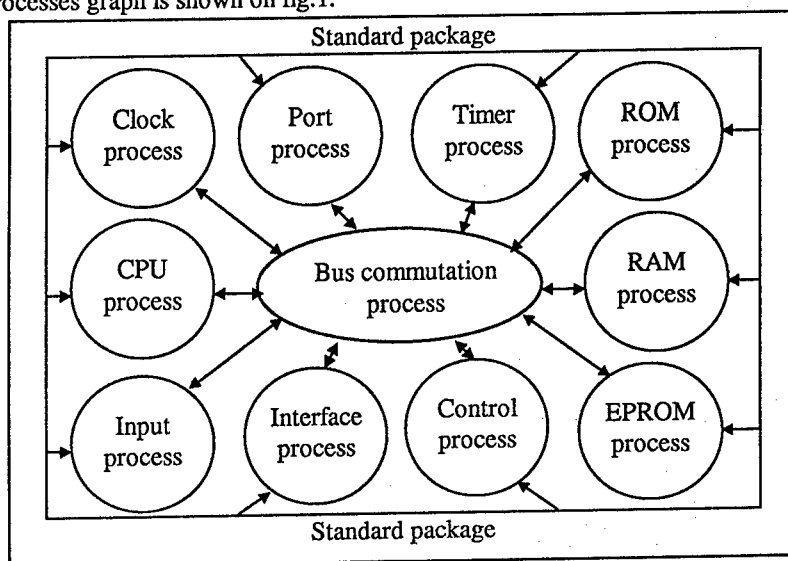 rocesses graph is shown on fig.1.
Standard package
Clock
process
Port
process
Timer
process
ROM
process
CPU
process
Bus commutation
process
RAM
process
Input
process
Interface
process
Control
process
EPROM
process
Standard package